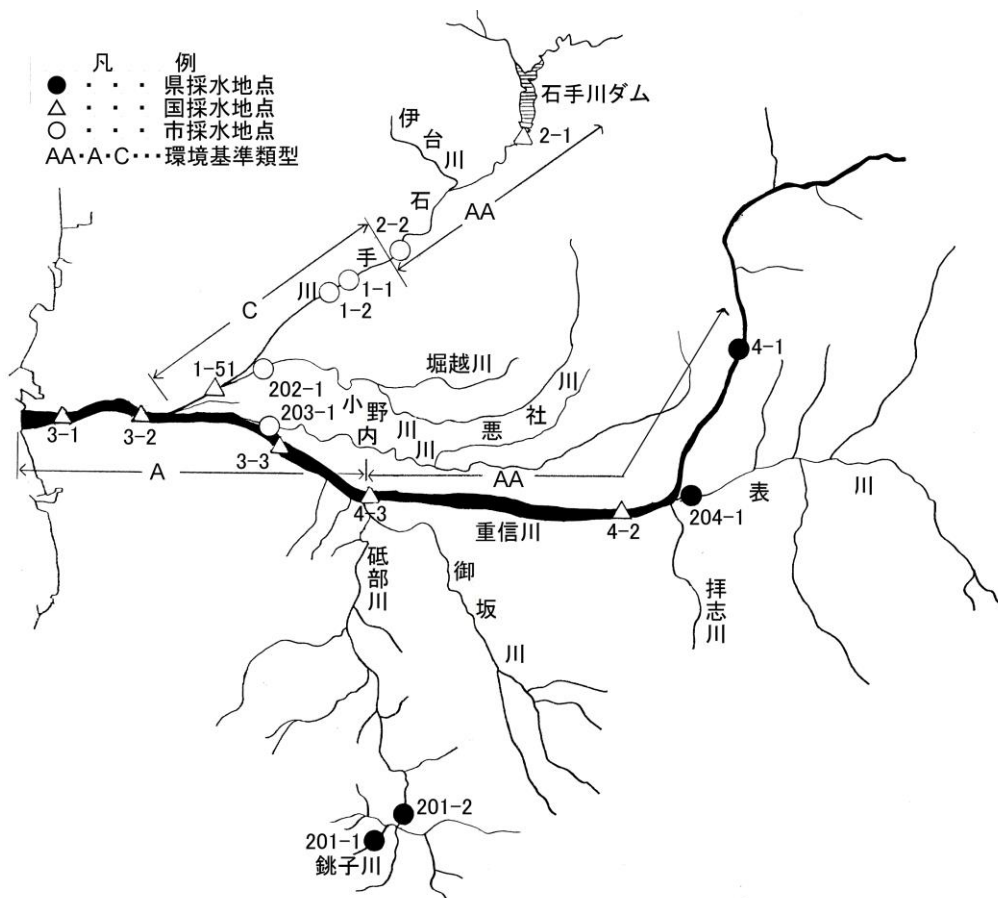 凡 例
●・・・県採水地点
△・・・国採水地点
○・・・市採水地点
AA・A・C・・・環境基準類型
石手川ダム
2-1
伊台川
AA
石手川
2-2
1-1
1-2
C
1-51
202-1
堀越川
4-1
203-1
小野川
悪社川
内川
3-1
3-2
3-3
A
AA
4-3
重信川
4-2
204-1
表川
砥部川
御坂川
拝志川
201-2
201-1
銚子川